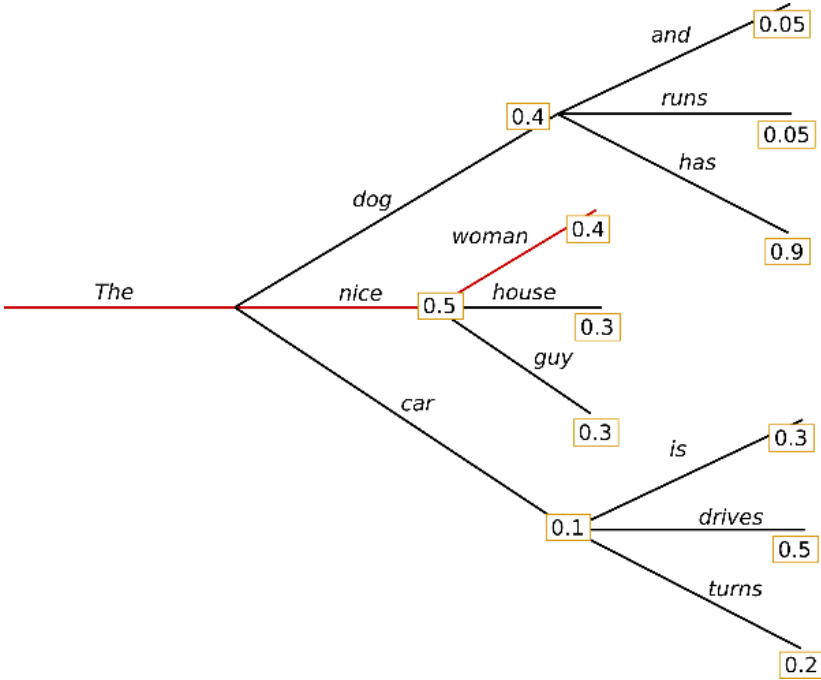 and
0.05
0.4
runs
0.05
has
0.9
dog
woman
0.4
The
nice
0.5
house
0.3
guy
0.3
car
is
0.3
0.1
drives
0.5
turns
0.2